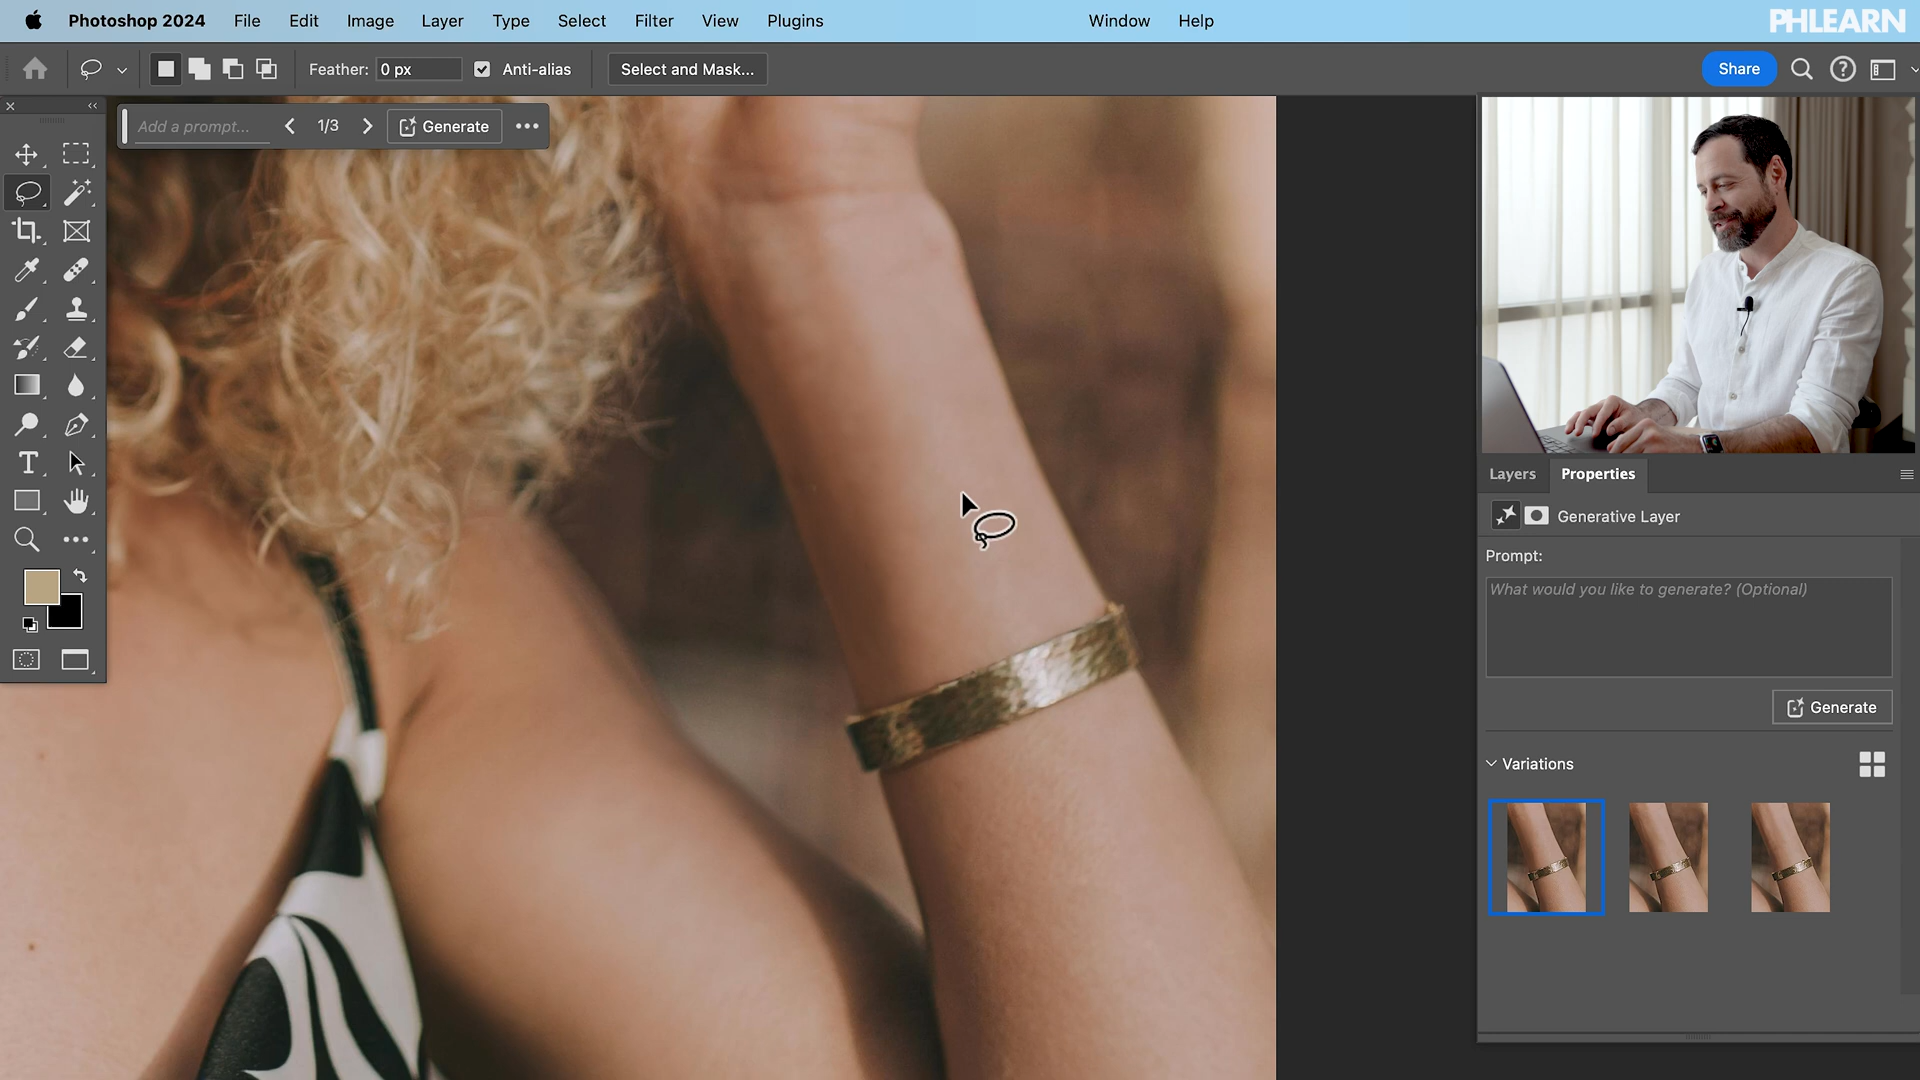 Photoshop 2024 File Edit Image Layer Type Select Filter View Plugins Window Help
PHLEARN
Feather: 0 px Anti-alias Select and Mask... Share
Add a prompt... 1/3 Generate
Layers Properties
Generative Layer
Prompt:
What would you like to generate? (Optional)
Generate
Variations